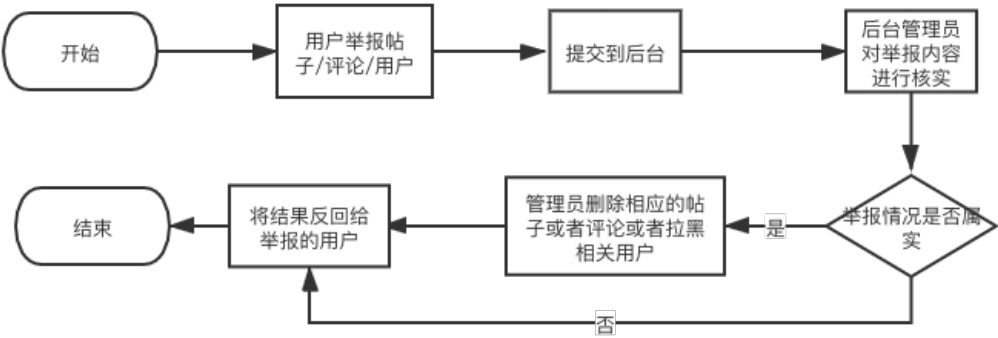 开始
用户举报帖
子/评论/用户
提交到后台
后台管理员
对举报内容
进行核实
举报情况是否属
实
是
管理员删除相应的帖
子或者评论或者拉黑
相关用户
将结果反回给
举报的用户
结束
否